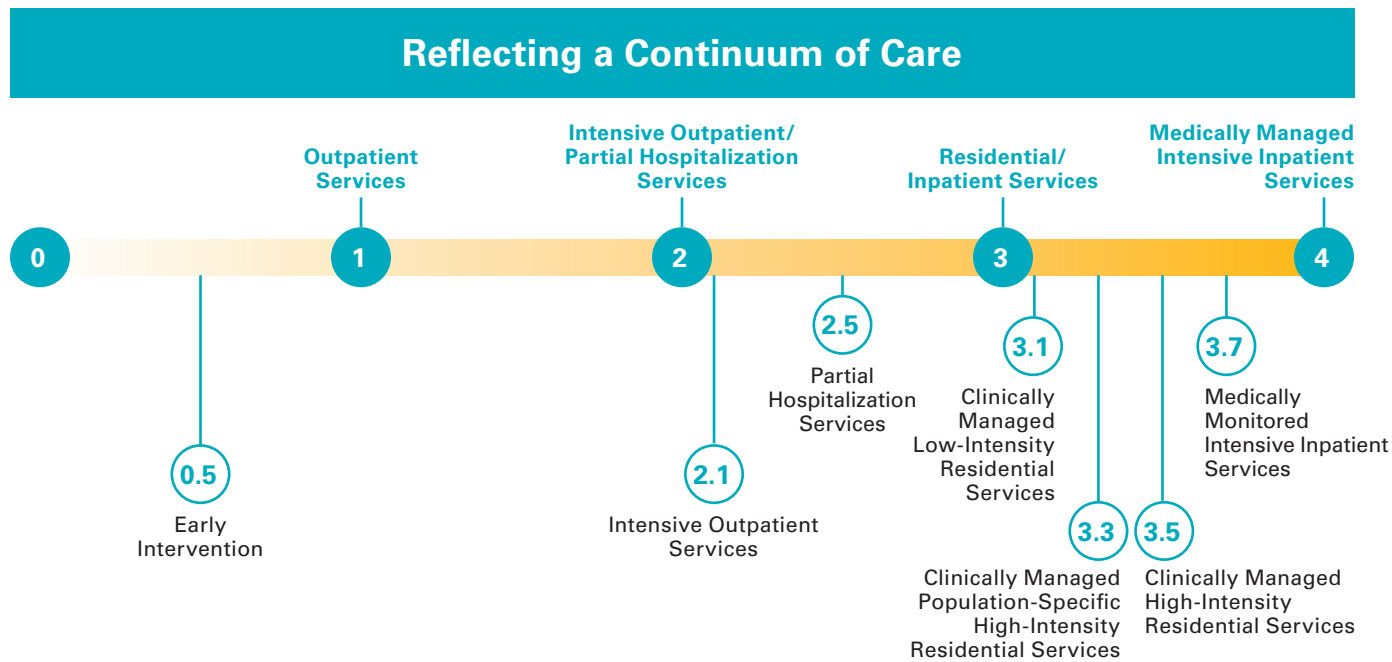 Reflecting a Continuum of Care
Outpatient
Services
Intensive Outpatient/
Partial Hospitalization
Services
Residential/
Inpatient Services
Medically Managed
Intensive Inpatient
Services
0
1
2
3
4
0.5
Early
Intervention
2.1
Intensive Outpatient
Services
2.5
Partial
Hospitalization
Services
3.1
Clinically
Managed
Low-Intensity
Residential
Services
3.3
Clinically Managed
Population-Specific
High-Intensity
Residential Services
3.5
Clinically Managed
High-Intensity
Residential Services
3.7
Medically
Monitored
Intensive Inpatient
Services